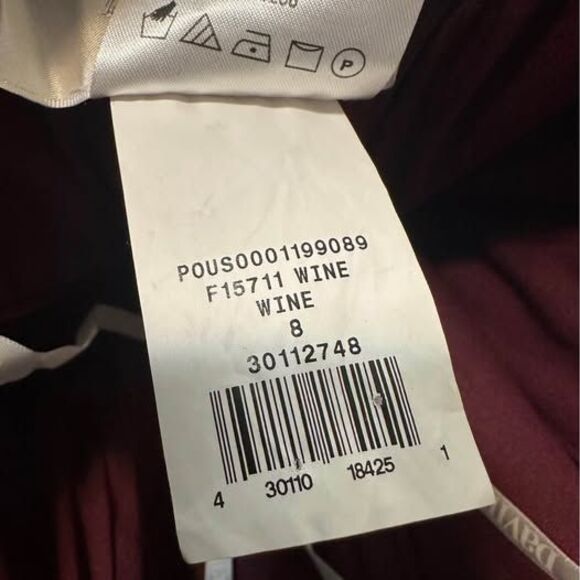 P
POUS0001199089
F15711 WINE
WINE
8
30112748
4 30110 18425 1